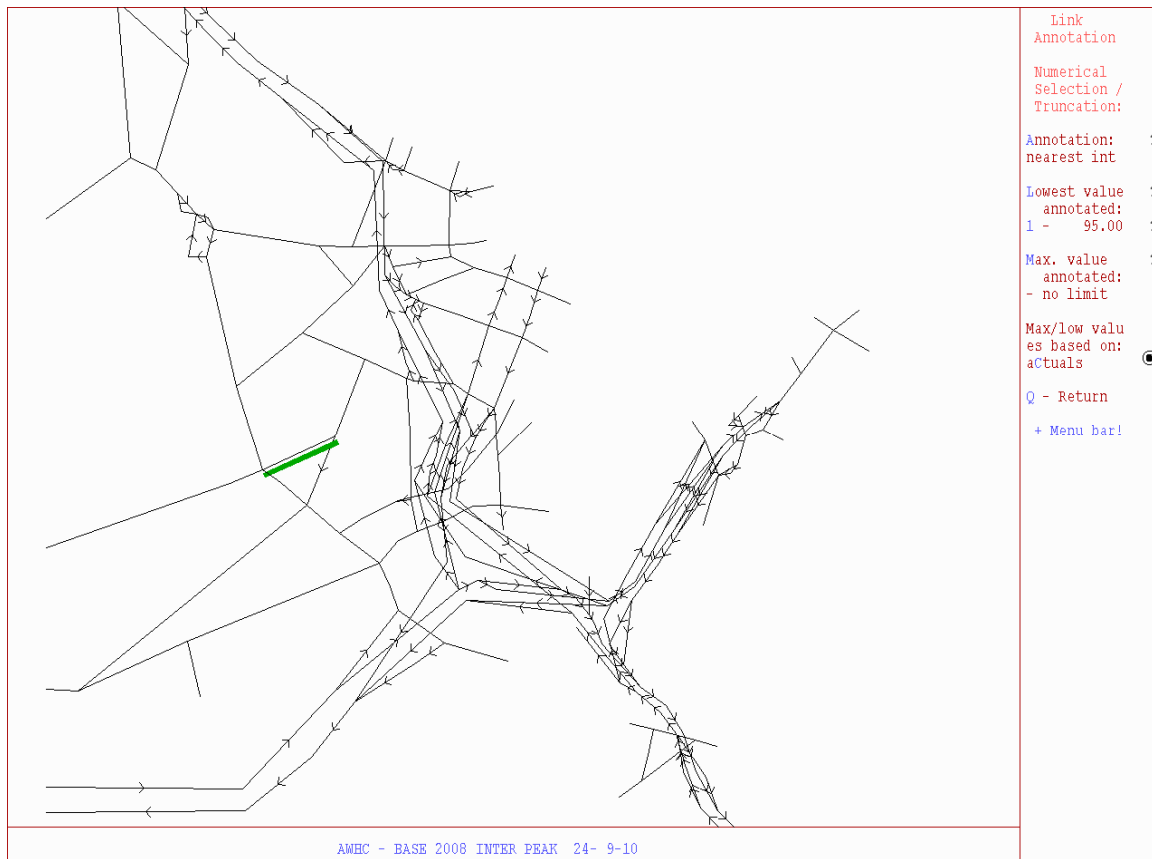 Link
Annotation
Numerical
Selection /
Truncation:
Annotation:
nearest int
Lowest value
annotated:
1 - 95.00
Max. value
annotated:
- no limit
Max/low valu
es based on:
aCtuals
Q - Return
+ Menu bar!
AWHC - BASE 2008 INTER PEAK 24- 9-10